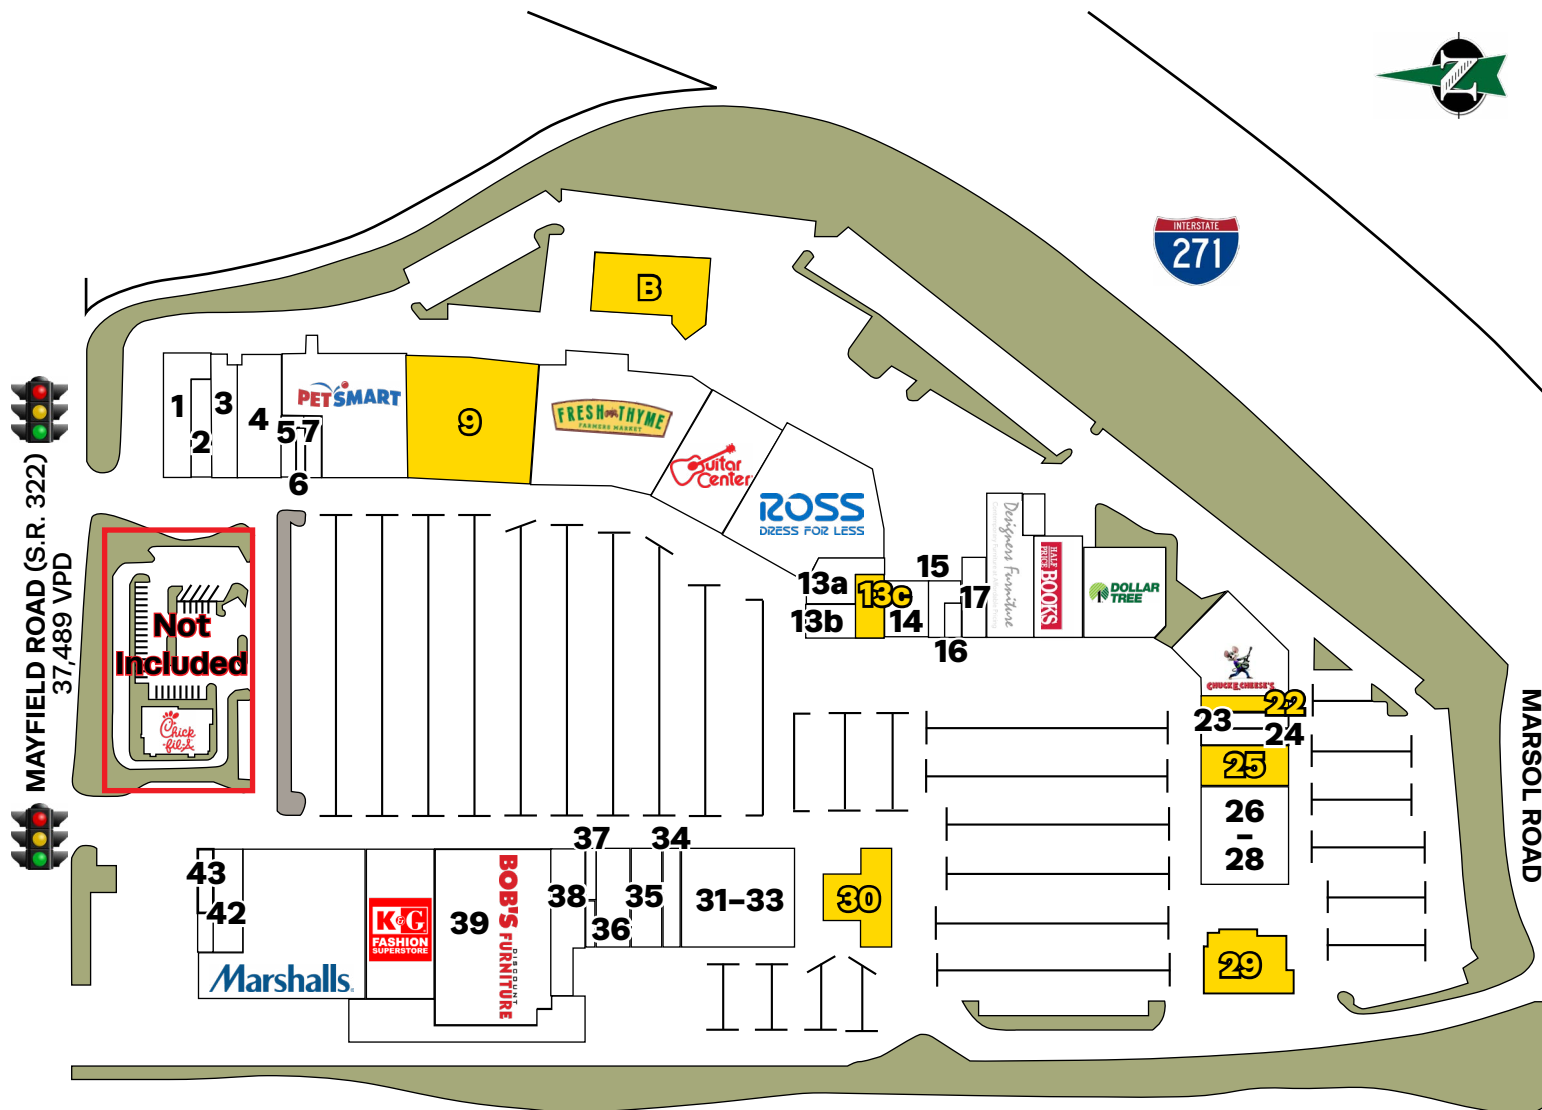 Z
INTERSTATE
271
B
1
2
3
4
5
6
7
PETSMART
9
FRESH THYME
FARMERS MARKET
Guitar
Center
ROSS
DRESS FOR LESS
MAYFIELD ROAD (S.R. 322)
37,489 VPD
Not
Included
Chick
-fil-A
13a
13b
13c
14
15
16
17
Designers Furniture
HALF
PRICE
BOOKS
DOLLAR
TREE
CHUCK E. CHEESE'S
22
23
24
25
26
–
28
29
MARSOL ROAD
30
31–33
34
35
36
37
38
39
BOB'S
DISCOUNT
FURNITURE
K&G
FASHION
SUPERSTORE
Marshalls.
42
43